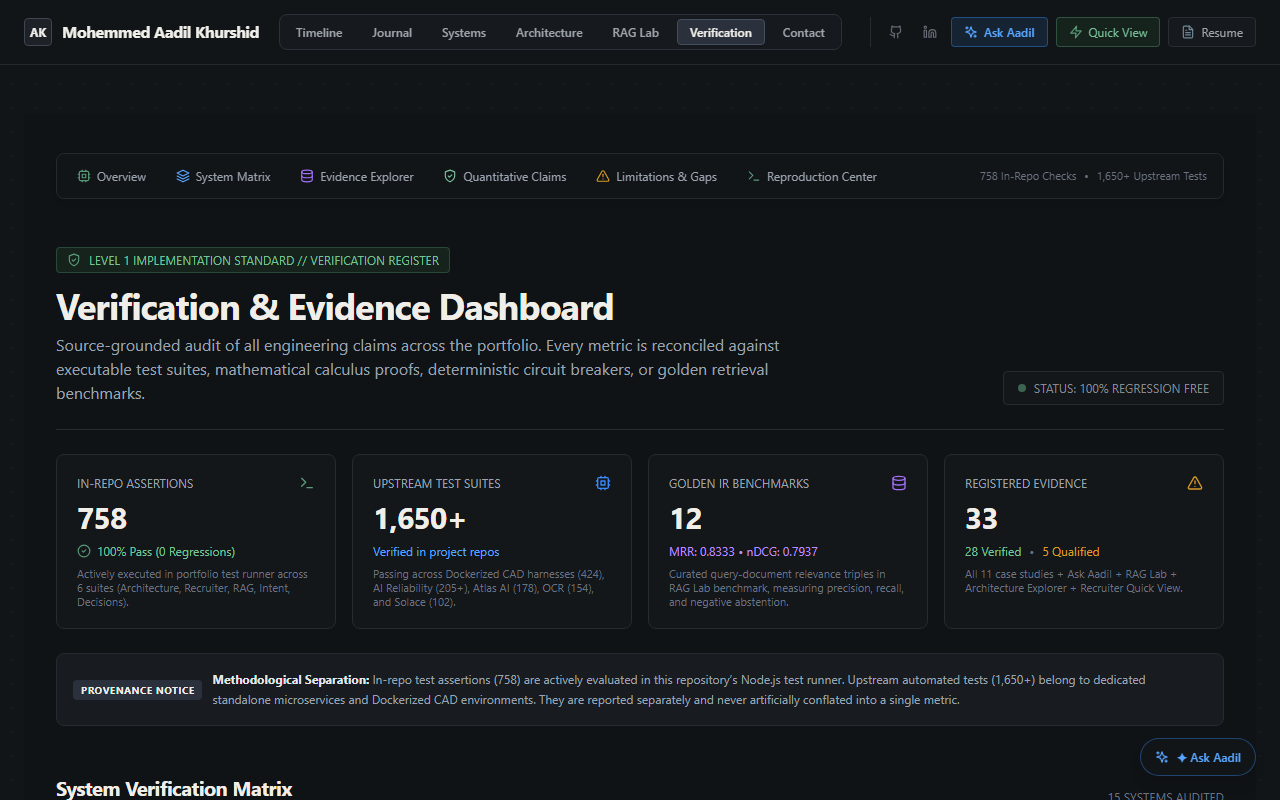 AK Mohemmed Aadil Khurshid Timeline Journal Systems Architecture RAG Lab Verification Contact Ask Aadil Quick View Resume
Overview System Matrix Evidence Explorer Quantitative Claims Limitations & Gaps Reproduction Center 758 In-Repo Checks • 1,650+ Upstream Tests
LEVEL 1 IMPLEMENTATION STANDARD // VERIFICATION REGISTER
Verification & Evidence Dashboard
Source-grounded audit of all engineering claims across the portfolio. Every metric is reconciled against
executable test suites, mathematical calculus proofs, deterministic circuit breakers, or golden retrieval
benchmarks.
STATUS: 100% REGRESSION FREE
IN-REPO ASSERTIONS
758
100% Pass (0 Regressions)
Actively executed in portfolio test runner across
6 suites (Architecture, Recruiter, RAG, Intent,
Decisions).
UPSTREAM TEST SUITES
1,650+
Verified in project repos
Passing across Dockerized CAD harnesses (424),
AI Reliability (205+), Atlas AI (178), OCR (154),
and Solace (102).
GOLDEN IR BENCHMARKS
12
MRR: 0.8333 • nDCG: 0.7937
Curated query-document relevance triples in
RAG Lab benchmark, measuring precision, recall,
and negative abstention.
REGISTERED EVIDENCE
33
28 Verified • 5 Qualified
All 11 case studies + Ask Aadil + RAG Lab +
Architecture Explorer + Recruiter Quick View.
PROVENANCE NOTICE
Methodological Separation: In-repo test assertions (758) are actively evaluated in this repository's Node.js test runner. Upstream automated tests (1,650+) belong to dedicated
standalone microservices and Dockerized CAD environments. They are reported separately and never artificially conflated into a single metric.
✦ Ask Aadil
System Verification Matrix
15 SYSTEMS AUDITED